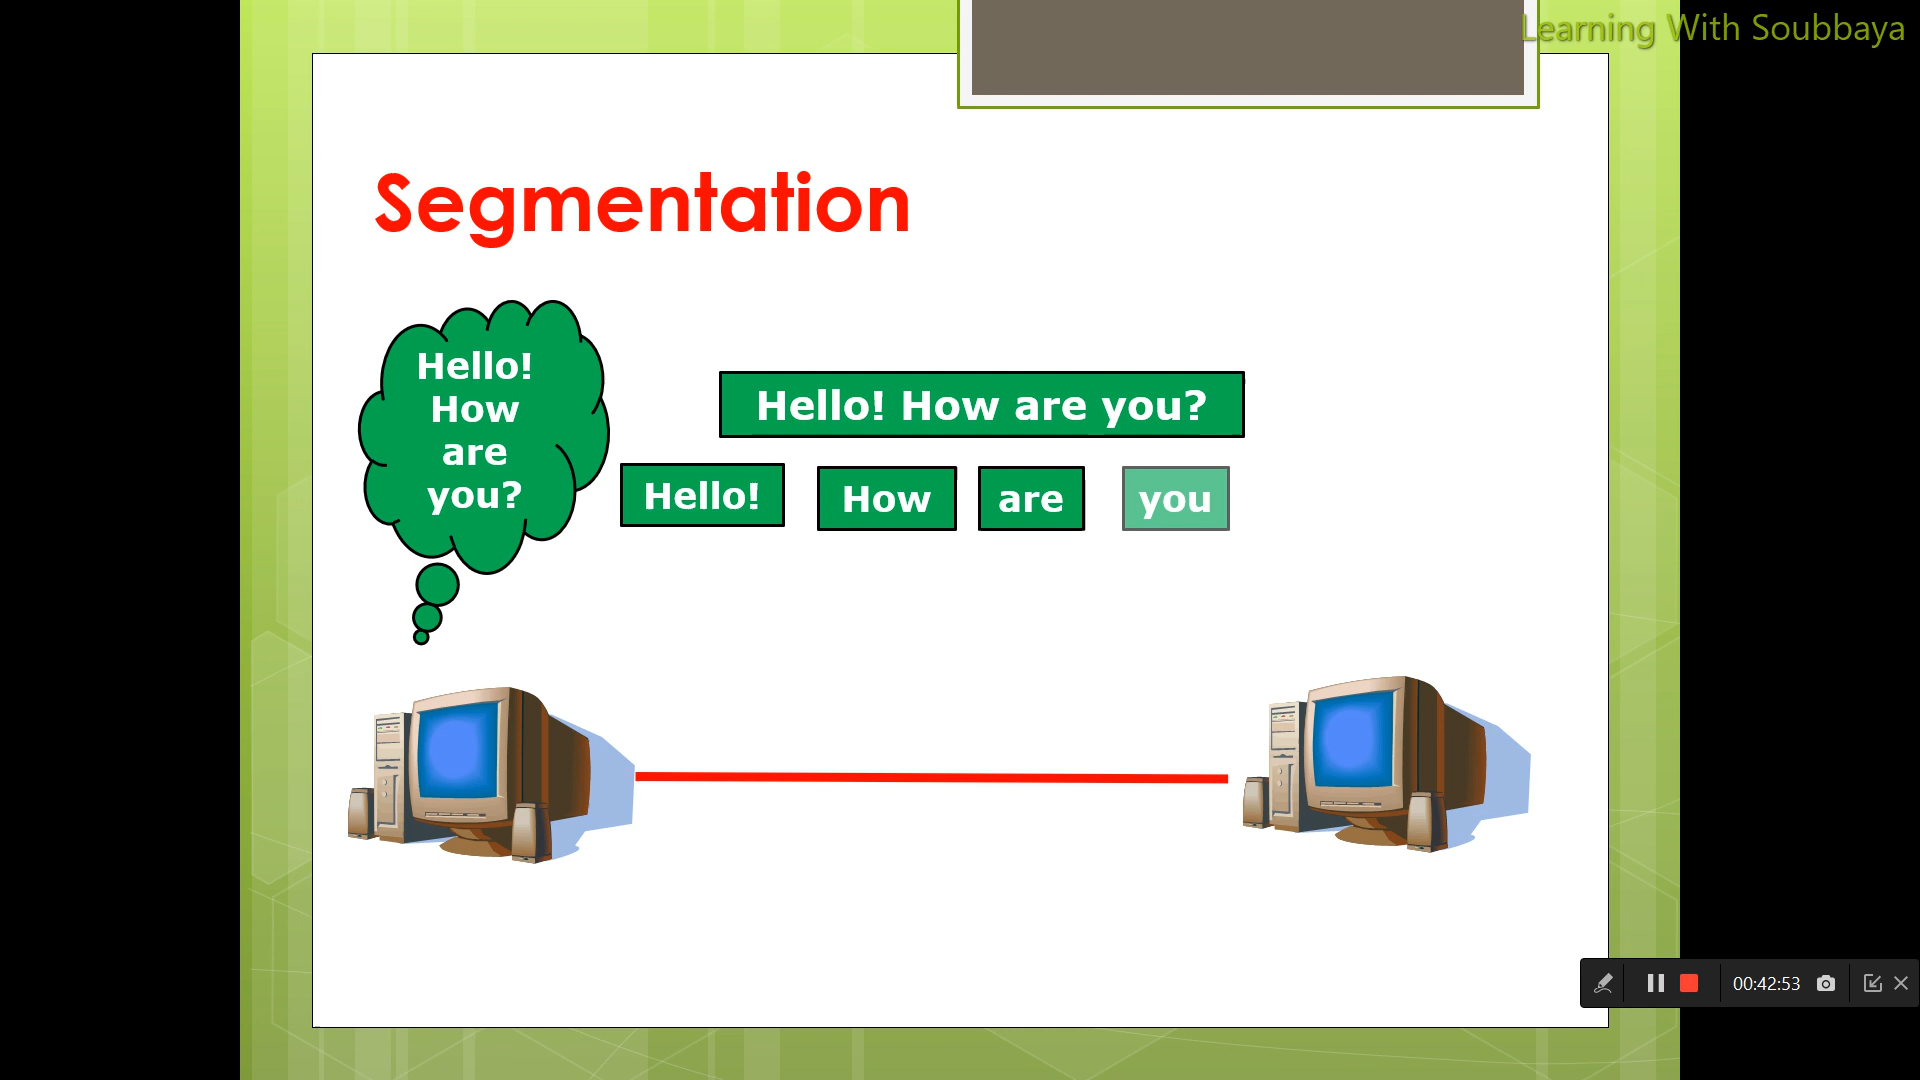 Learning With Soubbaya
Segmentation
Hello!
How
are
you?
Hello! How are you?
Hello! How are you
00:42:53